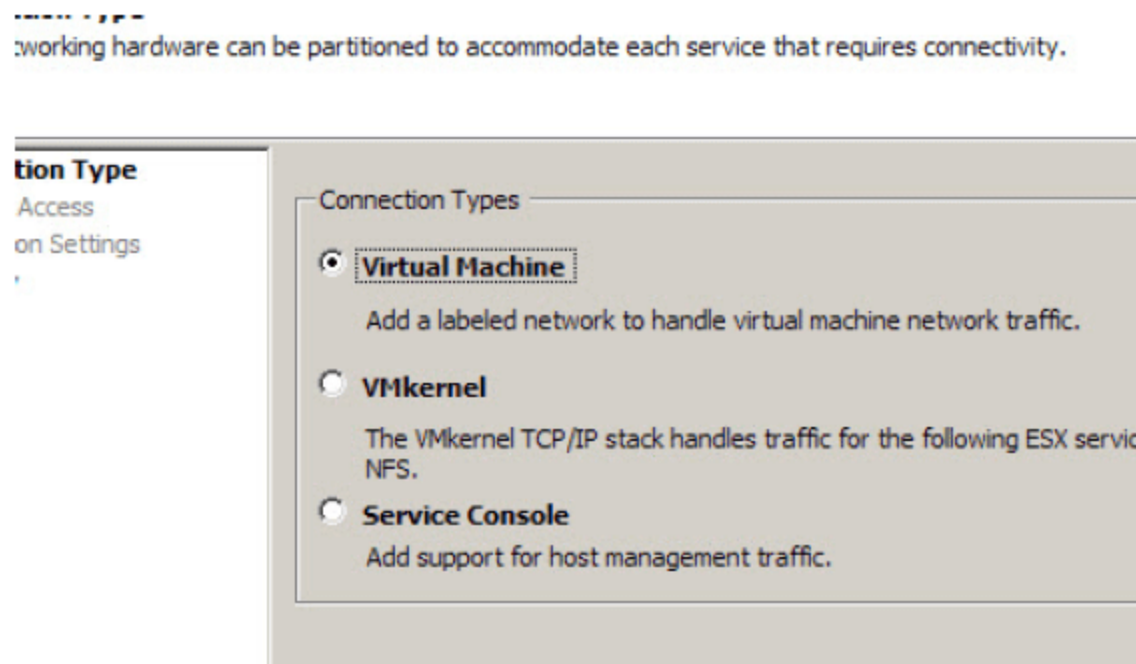 tworking hardware can be partitioned to accommodate each service that requires connectivity.
tion Type
Access
on Settings
Connection Types
Virtual Machine
Add a labeled network to handle virtual machine network traffic.
VMkernel
The VMkernel TCP/IP stack handles traffic for the following ESX servic
NFS.
Service Console
Add support for host management traffic.